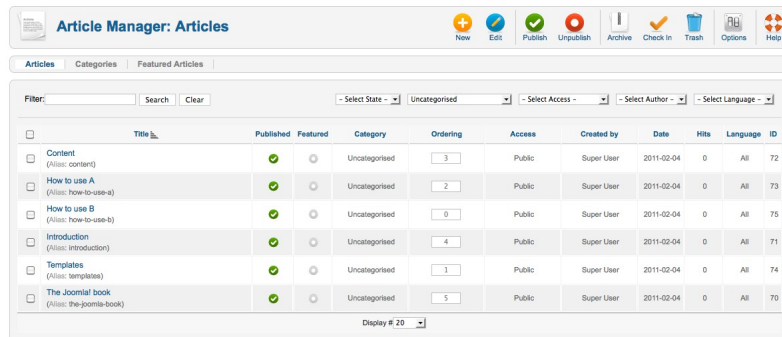 Article Manager: Articles
New Edit Publish Unpublish Archive Check In Trash Options Help
Articles Categories Featured Articles
Filter: Search Clear - Select State - Uncategorised - Select Access - - Select Author - - Select Language -
Title Published Featured Category Ordering Access Created by Date Hits Language ID
Content
(Alias: content) Uncategorised 3 Public Super User 2011-02-04 0 All 72
How to use A
(Alias: how-to-use-a) Uncategorised 2 Public Super User 2011-02-04 0 All 73
How to use B
(Alias: how-to-use-b) Uncategorised 0 Public Super User 2011-02-04 0 All 75
Introduction
(Alias: introduction) Uncategorised 4 Public Super User 2011-02-04 0 All 71
Templates
(Alias: templates) Uncategorised 1 Public Super User 2011-02-04 0 All 74
The Joomla! book
(Alias: the-joomla-book) Uncategorised 5 Public Super User 2011-02-04 0 All 70
Display # 20